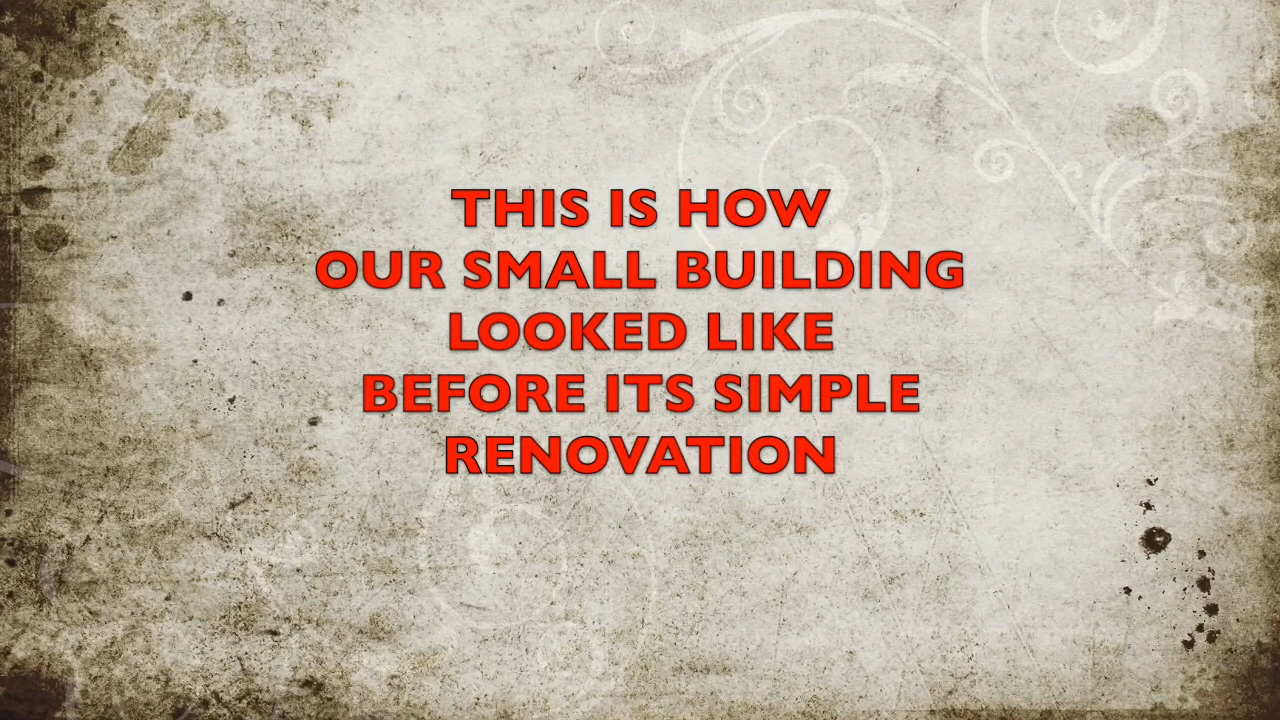 THIS IS HOW
OUR SMALL BUILDING
LOOKED LIKE
BEFORE ITS SIMPLE
RENOVATION